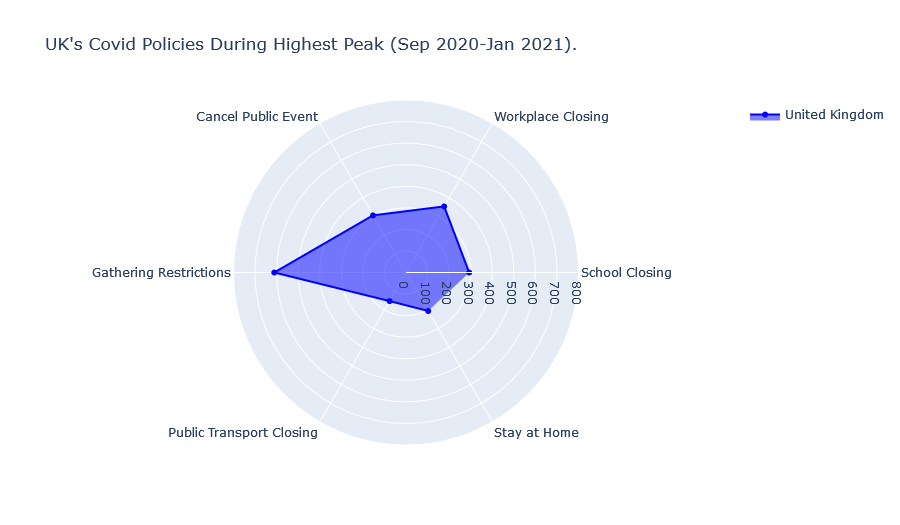 UK's Covid Policies During Highest Peak (Sep 2020-Jan 2021).
Cancel Public Event
Workplace Closing
United Kingdom
Gathering Restrictions
School Closing
0
100
200
300
400
500
600
700
800
Public Transport Closing
Stay at Home